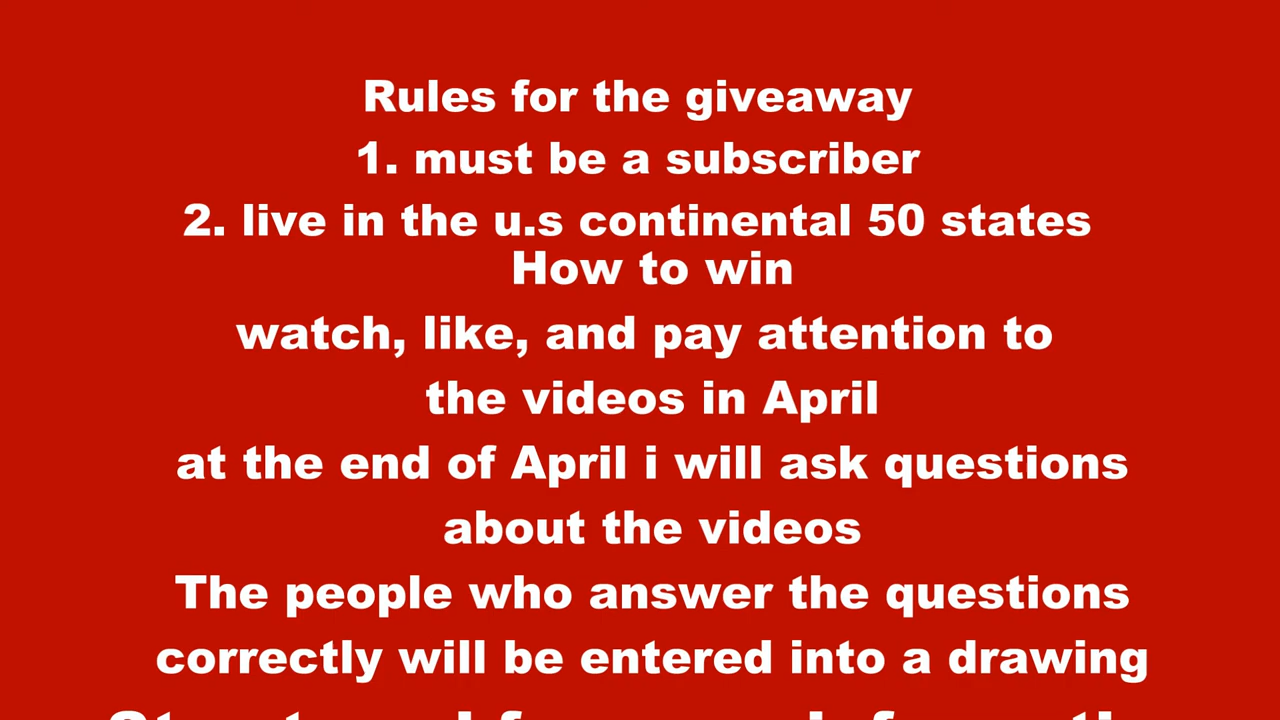 Rules for the giveaway
1. must be a subscriber
2. live in the u.s continental 50 states
How to win
watch, like, and pay attention to
the videos in April
at the end of April i will ask questions
about the videos
The people who answer the questions
correctly will be entered into a drawing